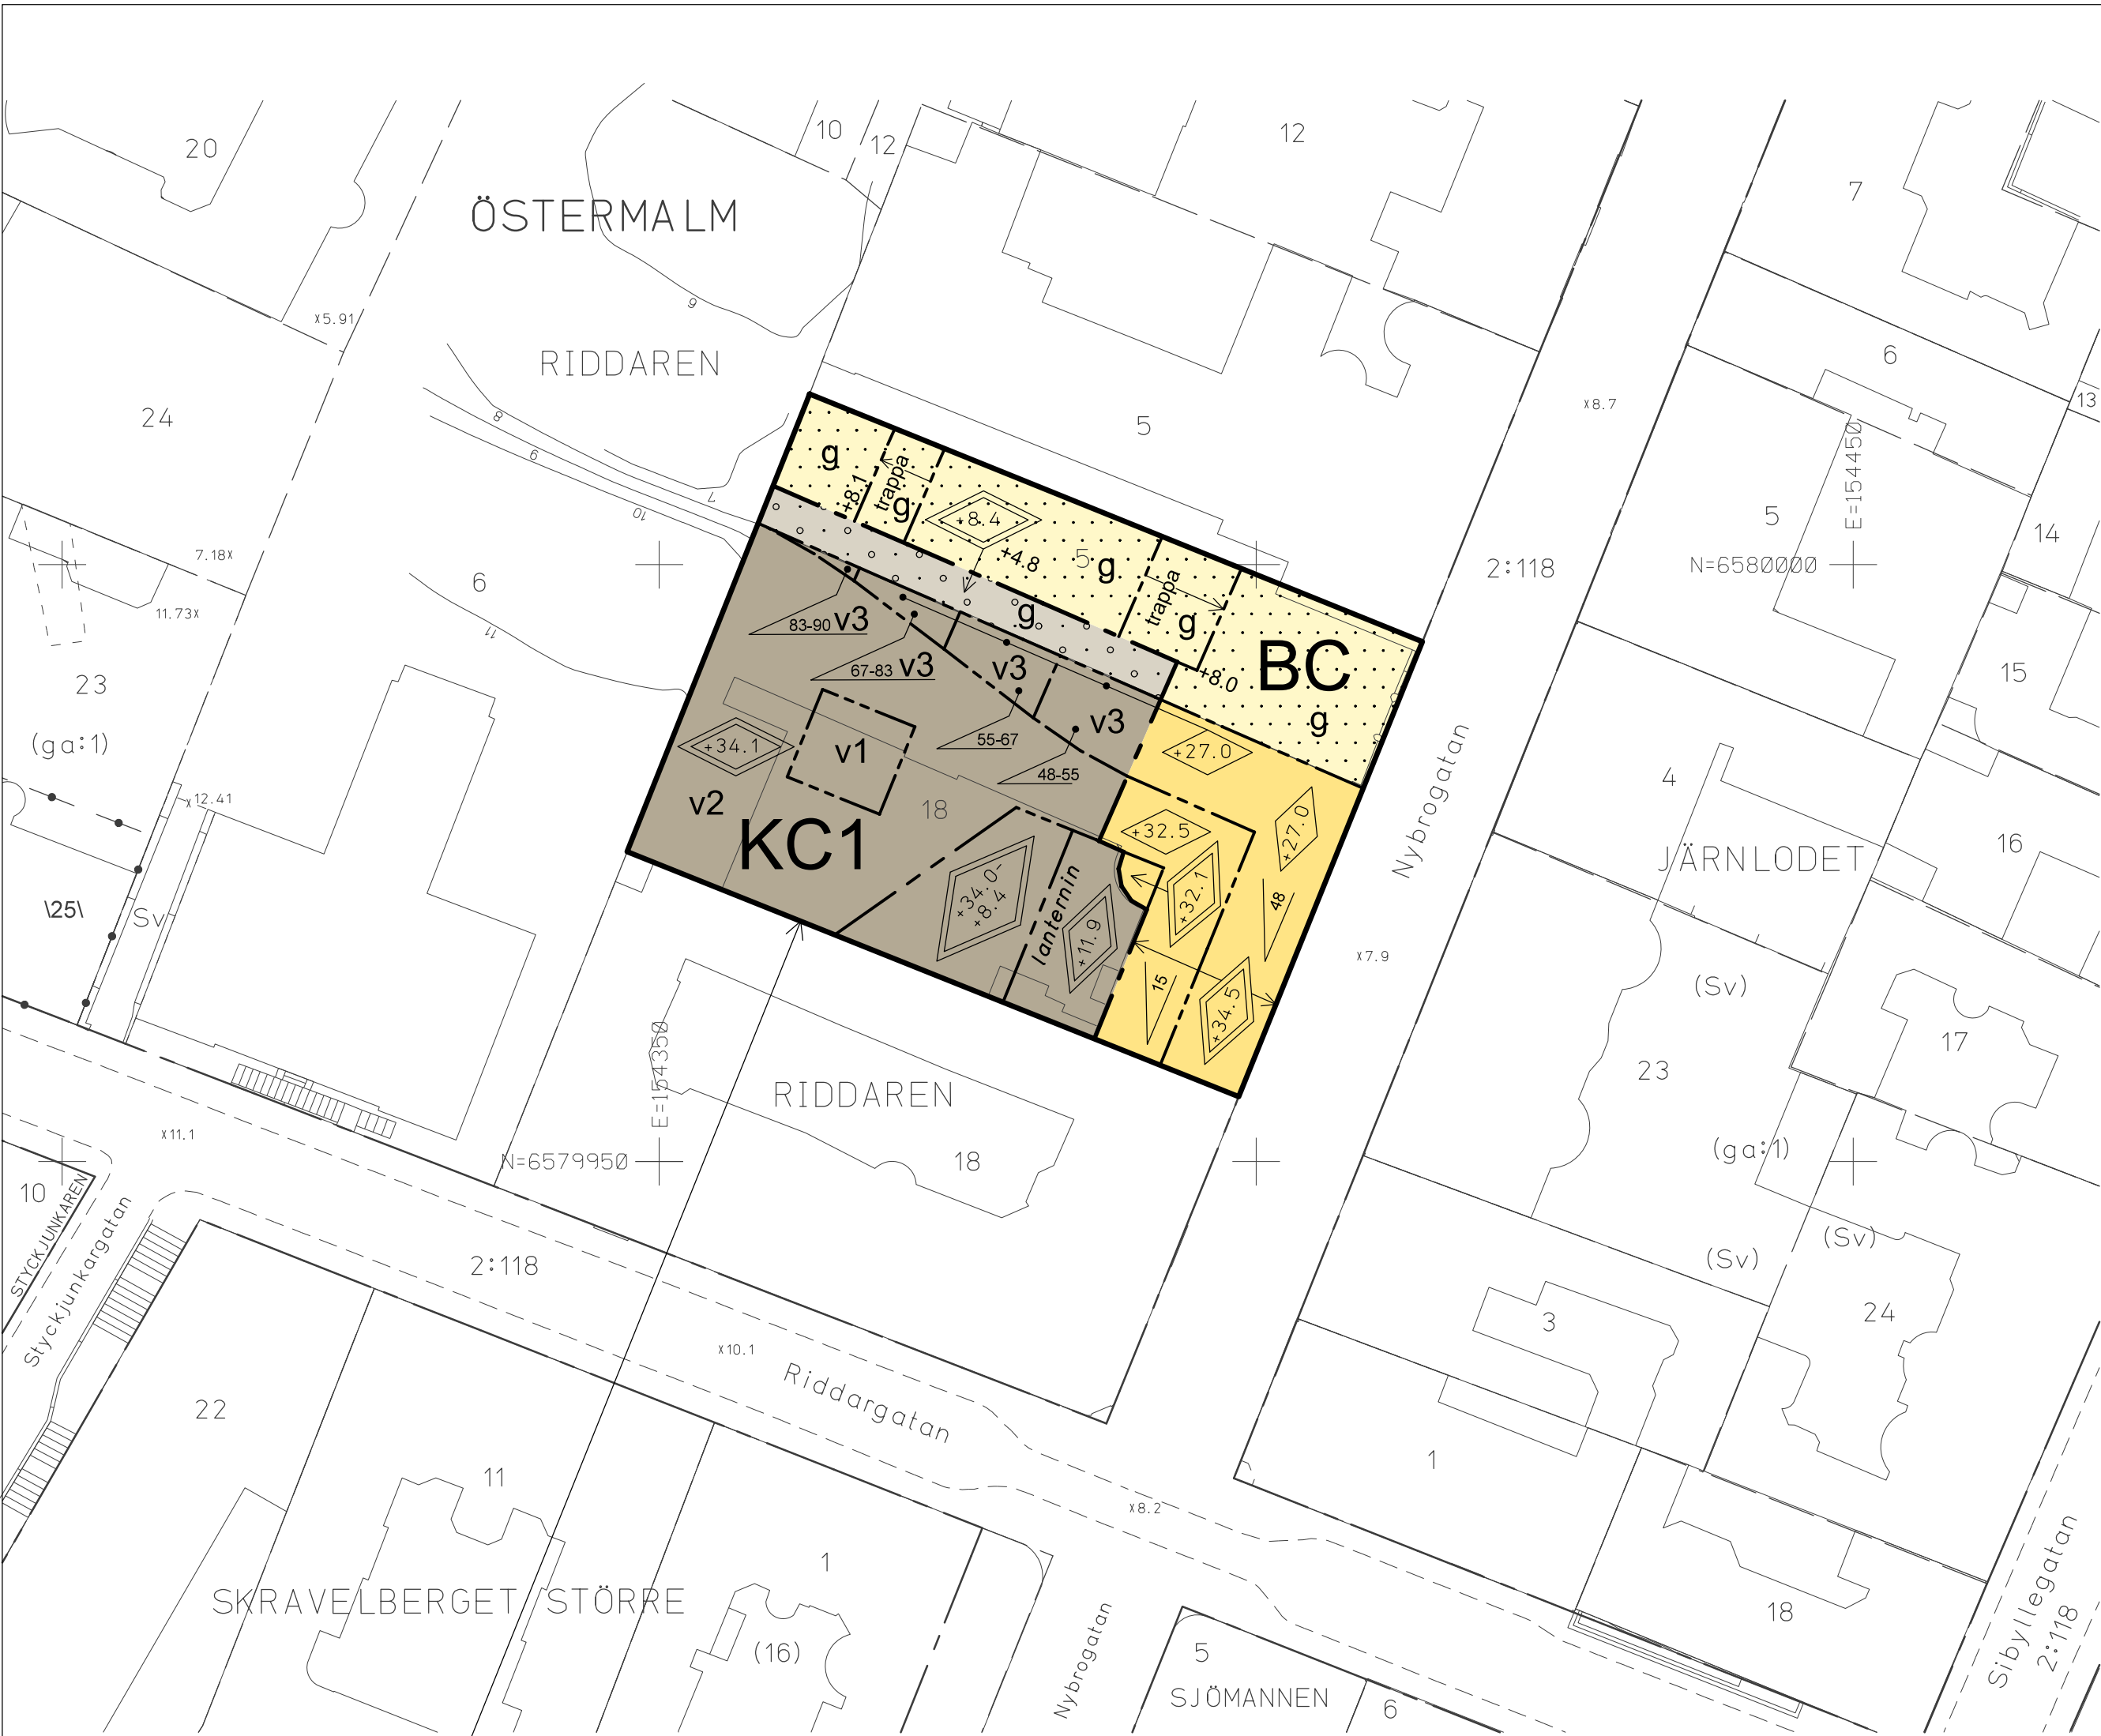 20
10
12
12
7
ÖSTERMALM
x5.91
9
RIDDAREN
6
24
8
9
5
x8.7
13
7.18x
10
7
g
+8.1
trappa
g
+8.4
+4.8
5
g
trappa
g
g
BC
+8.0
g
2:118
5
E=154450
N=6580000
14
11.73x
6
11
23
(ga:1)
83-90 v3
67-83 v3
v3
55-67
v3
48-55
+27.0
15
+34.1
v1
v2
KC1
18
+32.5
+27.0
Nybrogatan
4
JÄRNLODET
16
x12.41
\25\
Sv
+34.0-
+8.4
lanternin
+11.9
+32.1
48
15
+34.5
x7.9
(Sv)
17
23
E=154350
RIDDAREN
18
N=6579950
x11.1
10
STYCKJUNKAREN
Styckjunkargatan
2:118
(ga:1)
(Sv)
(Sv)
24
3
x10.1
Riddargatan
22
11
1
x8.2
1
SKRAVELBERGET STÖRRE
(16)
Nybrogatan
5
SJÖMANNEN
6
18
Sibyllegatan
2:118